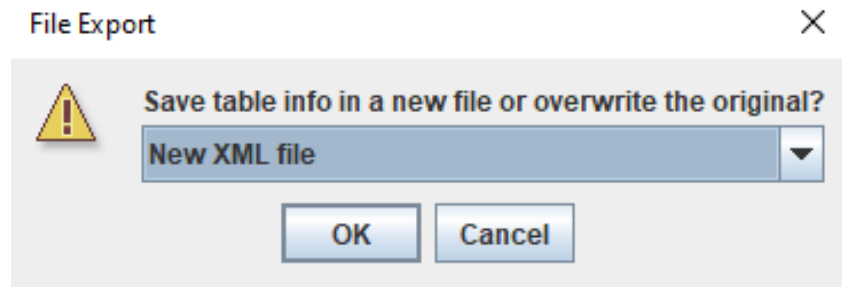 File Export
Save table info in a new file or overwrite the original?
New XML file
OK Cancel